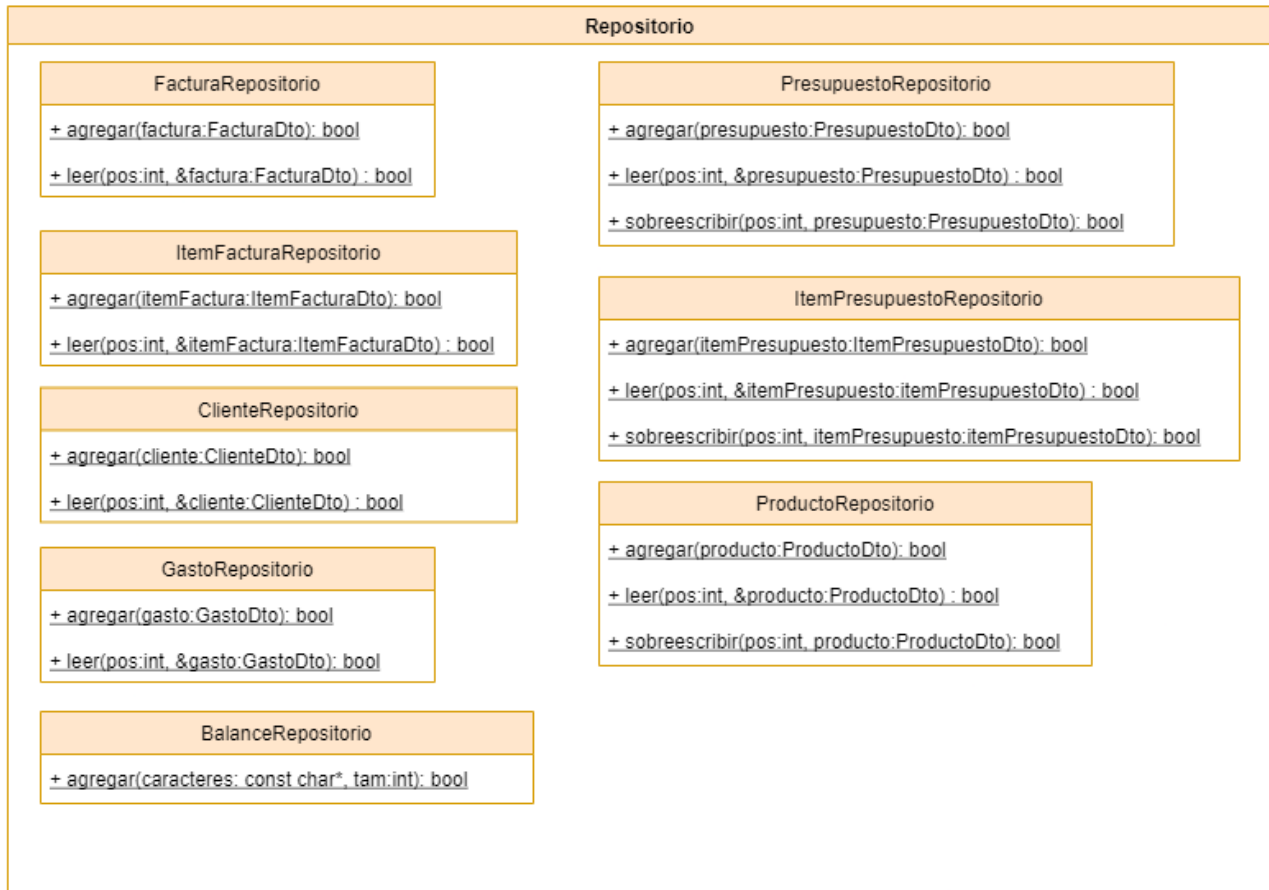 Repositorio
FacturaRepositorio
+ agregar(factura:FacturaDto): bool
+ leer(pos:int, &factura:FacturaDto) : bool
ItemFacturaRepositorio
+ agregar(itemFactura:ItemFacturaDto): bool
+ leer(pos:int, &itemFactura:ItemFacturaDto) : bool
ClienteRepositorio
+ agregar(cliente:ClienteDto): bool
+ leer(pos:int, &cliente:ClienteDto) : bool
GastoRepositorio
+ agregar(gasto:GastoDto): bool
+ leer(pos:int, &gasto:GastoDto): bool
BalanceRepositorio
+ agregar(caracteres: const char*, tam:int): bool
PresupuestoRepositorio
+ agregar(presupuesto:PresupuestoDto): bool
+ leer(pos:int, &presupuesto:PresupuestoDto) : bool
+ sobreescribir(pos:int, presupuesto:PresupuestoDto): bool
ItemPresupuestoRepositorio
+ agregar(itemPresupuesto:ItemPresupuestoDto): bool
+ leer(pos:int, &itemPresupuesto:itemPresupuestoDto) : bool
+ sobreescribir(pos:int, itemPresupuesto:itemPresupuestoDto): bool
ProductoRepositorio
+ agregar(producto:ProductoDto): bool
+ leer(pos:int, &producto:ProductoDto) : bool
+ sobreescribir(pos:int, producto:ProductoDto): bool